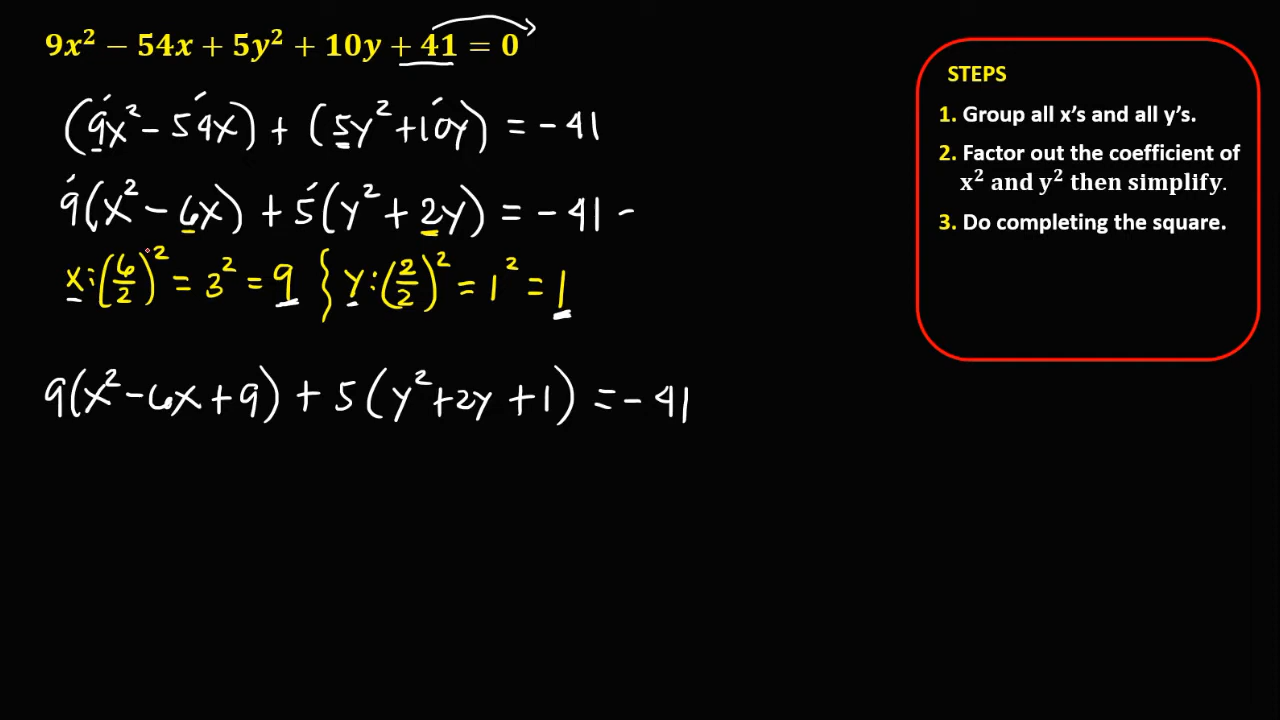 9x² − 54x + 5y² + 10y + 41 = 0
(9x² − 54x) + (5y² + 10y) = −41
9(x² − 6x) + 5(y² + 2y) = −41 −
x: (6/2)² = 3² = 9 { y: (2/2)² = 1² = 1
9(x² − 6x + 9) + 5(y² + 2y + 1) = −41
STEPS
1. Group all x's and all y's.
2. Factor out the coefficient of
x² and y² then simplify.
3. Do completing the square.